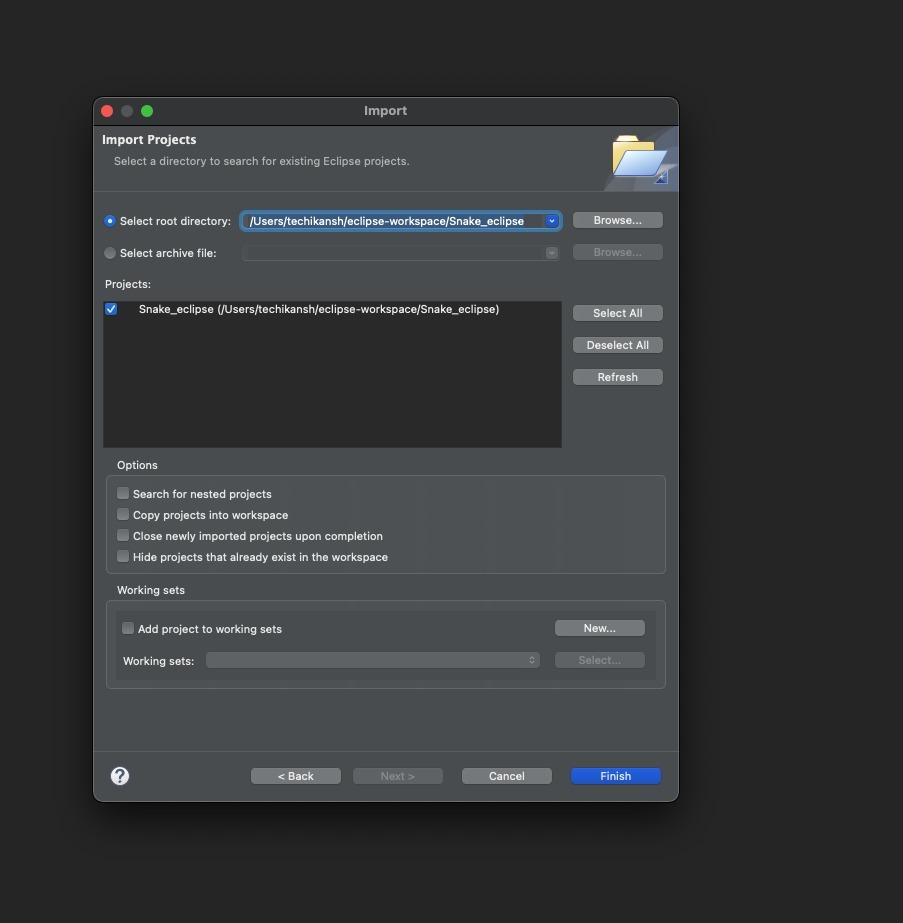 Import
Import Projects
Select a directory to search for existing Eclipse projects.
Select root directory: /Users/techikansh/eclipse-workspace/Snake_eclipse Browse...
Select archive file: Browse...
Projects:
Snake_eclipse (/Users/techikansh/eclipse-workspace/Snake_eclipse)
Select All
Deselect All
Refresh
Options
Search for nested projects
Copy projects into workspace
Close newly imported projects upon completion
Hide projects that already exist in the workspace
Working sets
Add project to working sets New...
Working sets: Select...
? < Back Next > Cancel Finish